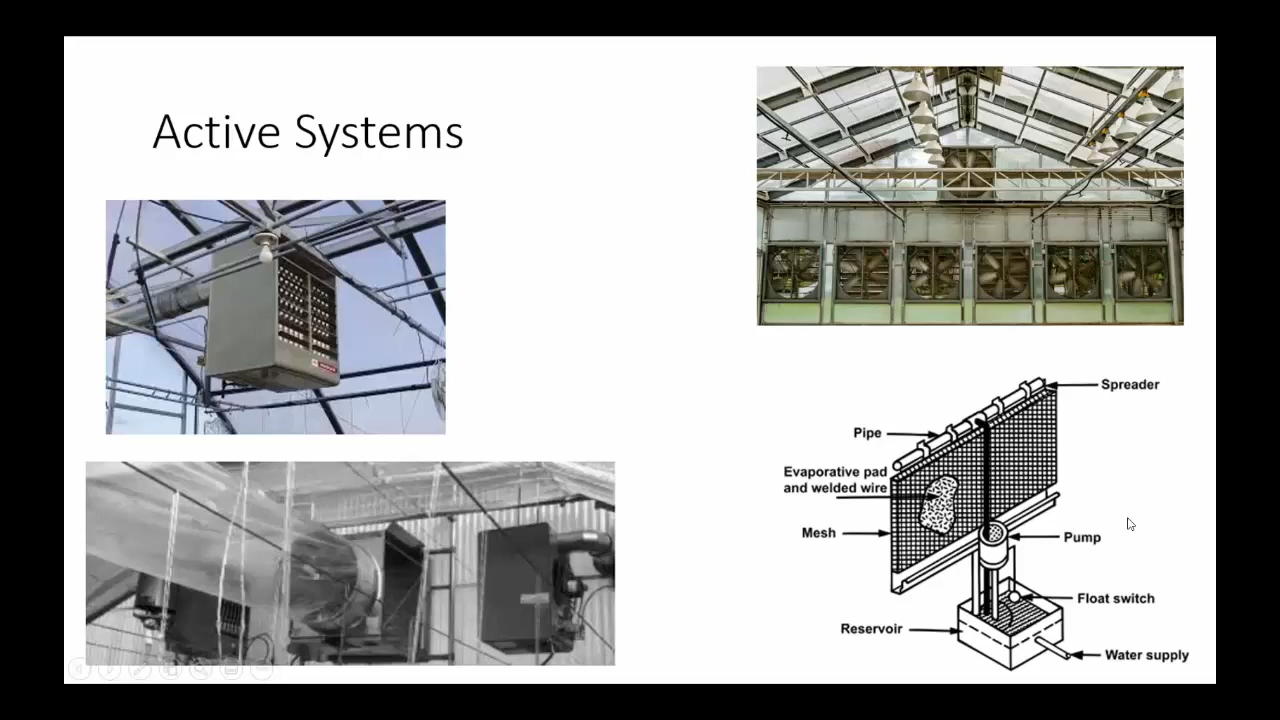 Active Systems
Spreader
Pipe
Evaporative pad
and welded wire
Mesh
Pump
Float switch
Reservoir
Water supply